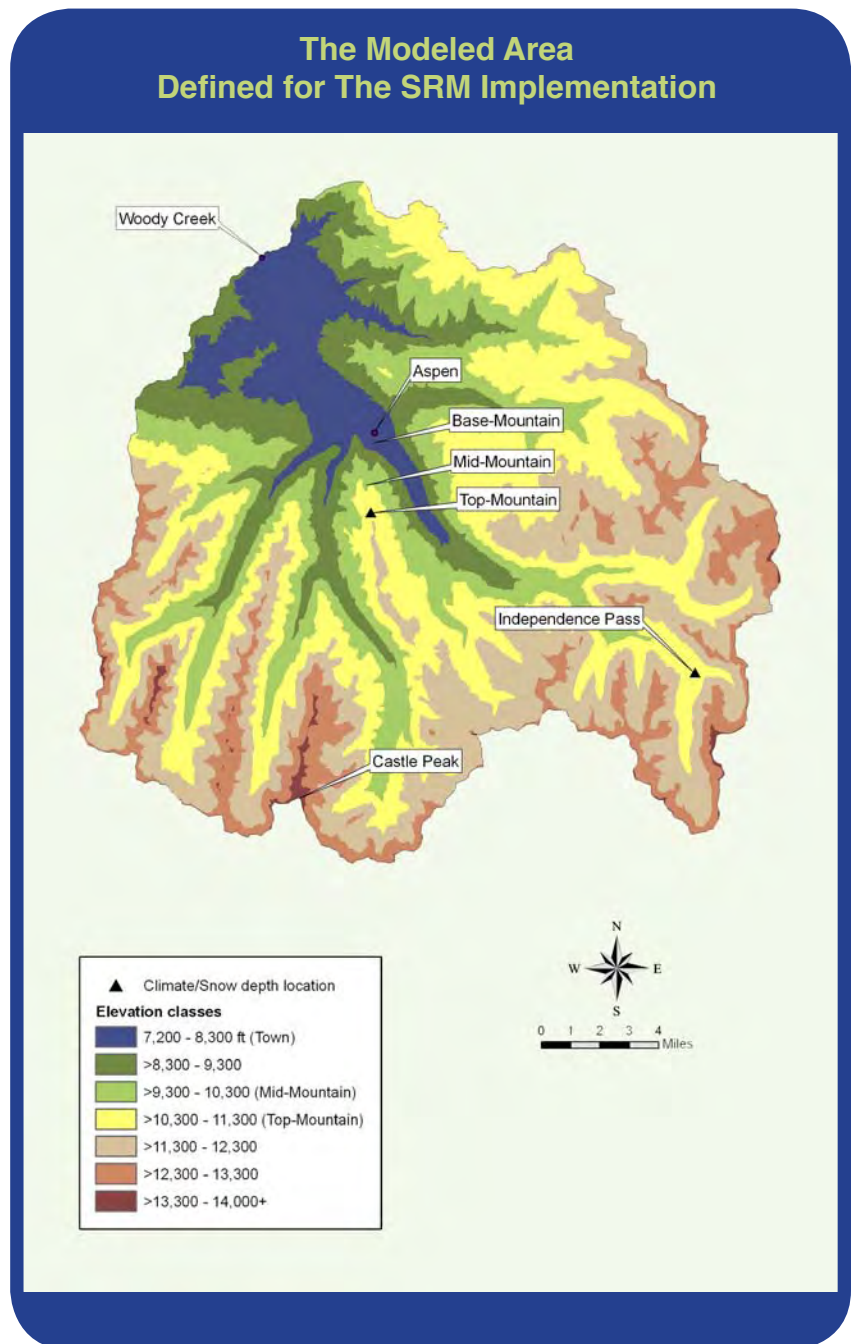 The Modeled Area
Defined for The SRM Implementation
Woody Creek
Aspen
Base-Mountain
Mid-Mountain
Top-Mountain
Independence Pass
Castle Peak
N
W E
S
0 1 2 3 4
Miles
Climate/Snow depth location
Elevation classes
7,200 - 8,300 ft (Town)
>8,300 - 9,300
>9,300 - 10,300 (Mid-Mountain)
>10,300 - 11,300 (Top-Mountain)
>11,300 - 12,300
>12,300 - 13,300
>13,300 - 14,000+